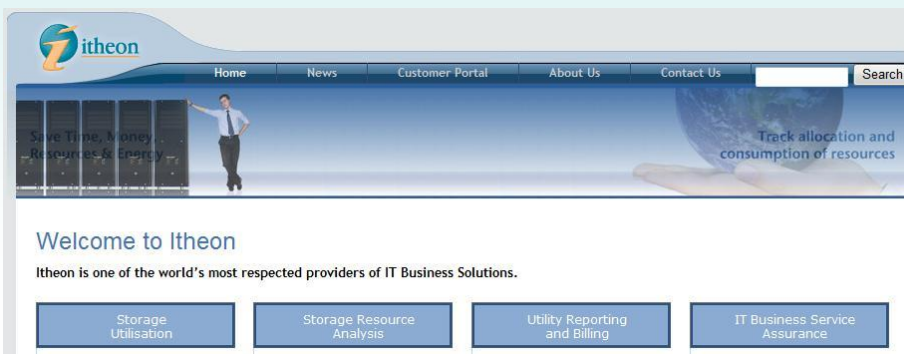 itheon
Home News Customer Portal About Us Contact Us Search
Save Time, Money,
Resources & Energy
Track allocation and
consumption of resources
Welcome to Itheon
Itheon is one of the world's most respected providers of IT Business Solutions.
Storage
Utilisation
Storage Resource
Analysis
Utility Reporting
and Billing
IT Business Service
Assurance